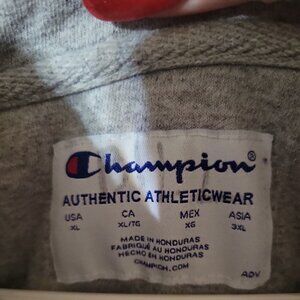 Champion®
AUTHENTIC ATHLETICWEAR
USA CA MEX ASIA
XL XL/TG XG 3XL
MADE IN HONDURAS
FABRIQUÉ AU HONDURAS
HECHO EN HONDURAS
CHAMPION.COM
ADV